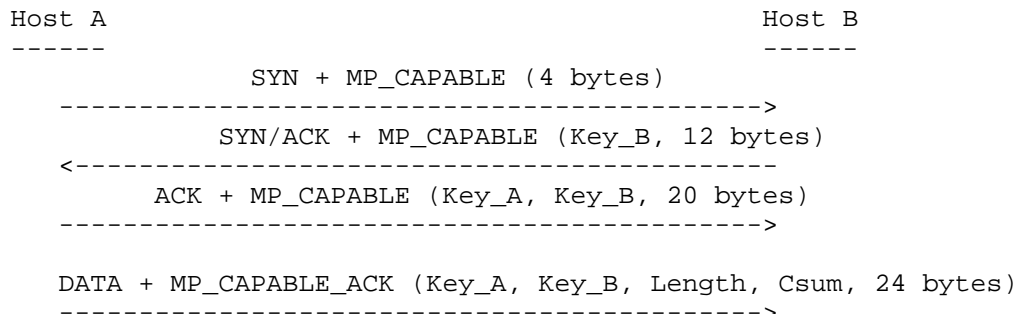 Host A                                  Host B
------                                  ------
SYN + MP_CAPABLE (4 bytes)
-------------------------------------------->
SYN/ACK + MP_CAPABLE (Key_B, 12 bytes)
<--------------------------------------------
ACK + MP_CAPABLE (Key_A, Key_B, 20 bytes)
-------------------------------------------->
DATA + MP_CAPABLE_ACK (Key_A, Key_B, Length, Csum, 24 bytes)
-------------------------------------------->